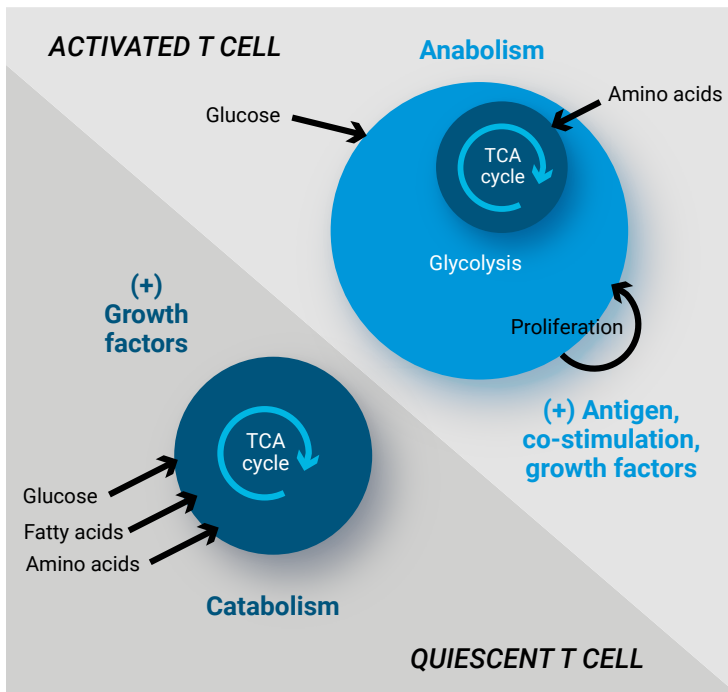 ACTIVATED T CELL
Anabolism
Glucose
Amino acids
TCA
cycle
Glycolysis
Proliferation
(+) Antigen,
co-stimulation,
growth factors
(+)
Growth
factors
TCA
cycle
Glucose
Fatty acids
Amino acids
Catabolism
QUIESCENT T CELL